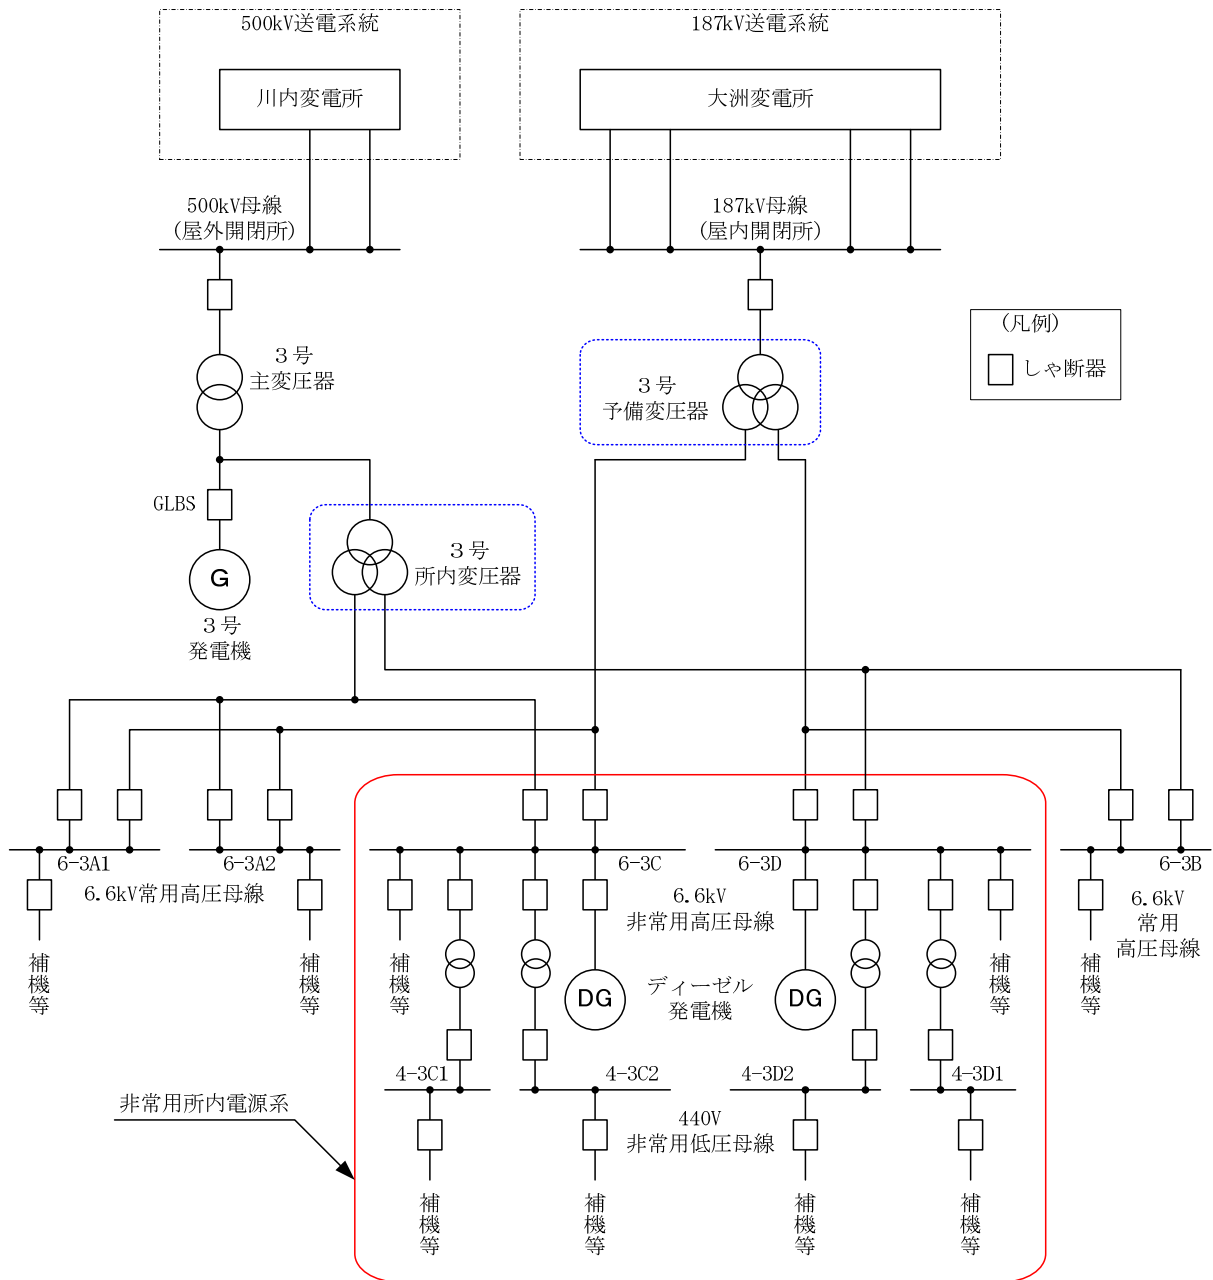 500kV送電系統
187kV送電系統
川内変電所
大洲変電所
500kV母線
(屋外開閉所)
187kV母線
(屋内開閉所)
(凡例)
しゃ断器
３号
主変圧器
３号
予備変圧器
GLBS
３号
所内変圧器
G
３号
発電機
6-3A1
6-3A2
6-3C
6-3D
6-3B
6.6kV常用高圧母線
6.6kV
非常用高圧母線
6.6kV
常用
高圧母線
補機等
補機等
補機等
補機等
補機等
DG
ディーゼル
発電機
DG
4-3C1
4-3C2
4-3D2
4-3D1
非常用所内電源系
440V
非常用低圧母線
補機等
補機等
補機等
補機等